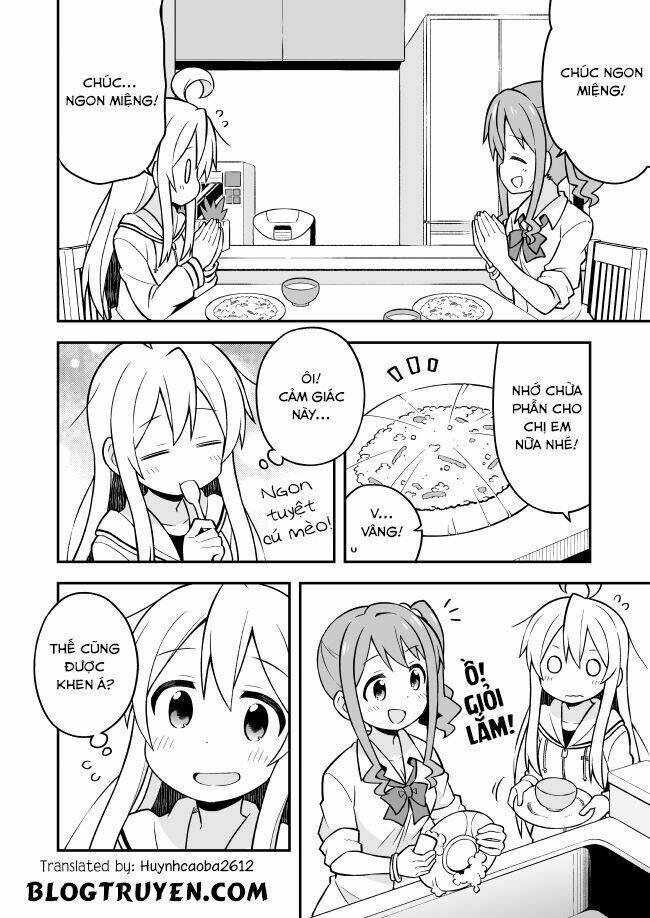 CHÚC NGON
MIỆNG!
CHÚC...
NGON MIỆNG!
NHỚ CHỪA
PHẦN CHO
CHỊ EM
NỮA NHÉ!
V...
VÂNG!
ÔI!
CẢM GIÁC
NÀY...
Ngon
tuyệt
cú mèo!
Ồ!
GIỎI
LẮM!
THẾ CŨNG
ĐƯỢC
KHEN Á?
Translated by: Huynhcaoba2612
BLOGTRUYEN.COM